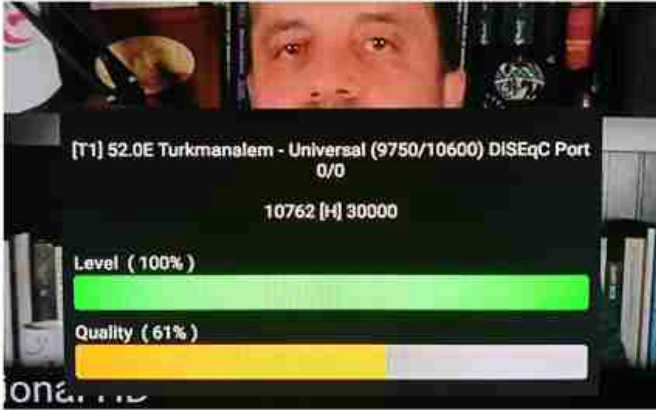 [T1] 52.0E Turkmanalem - Universal (9750/10600) DiSEqC Port
0/0
10762 [H] 30000
Level ( 100% )
Quality ( 61% )